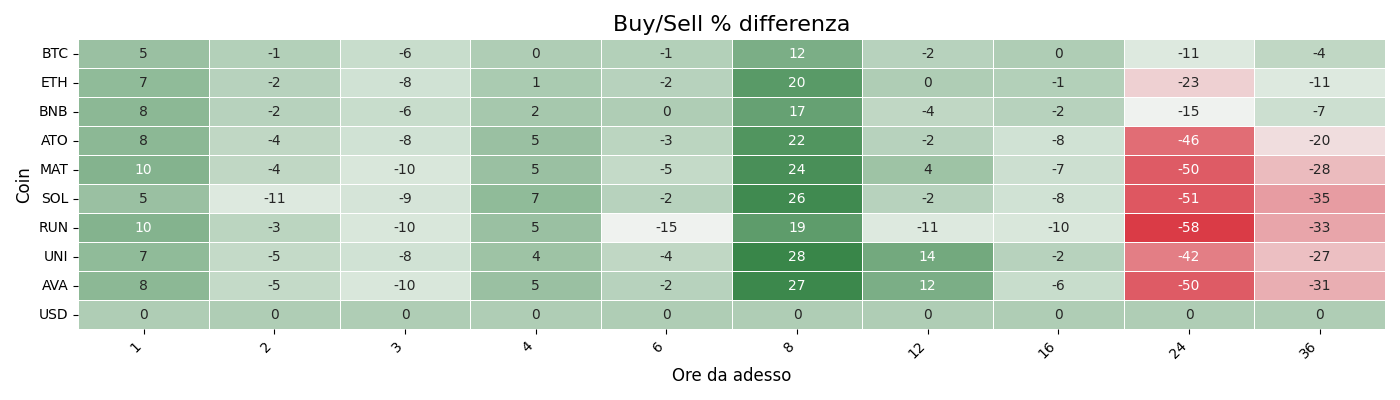 Buy/Sell % differenza
Coin
BTC 5 -1 -6 0 -1 12 -2 0 -11 -4
ETH 7 -2 -8 1 -2 20 0 -1 -23 -11
BNB 8 -2 -6 2 0 17 -4 -2 -15 -7
ATO 8 -4 -8 5 -3 22 -2 -8 -46 -20
MAT 10 -4 -10 5 -5 24 4 -7 -50 -28
SOL 5 -11 -9 7 -2 26 -2 -8 -51 -35
RUN 10 -3 -10 5 -15 19 -11 -10 -58 -33
UNI 7 -5 -8 4 -4 28 14 -2 -42 -27
AVA 8 -5 -10 5 -2 27 12 -6 -50 -31
USD 0 0 0 0 0 0 0 0 0 0
1 2 3 4 6 8 12 16 24 36
Ore da adesso